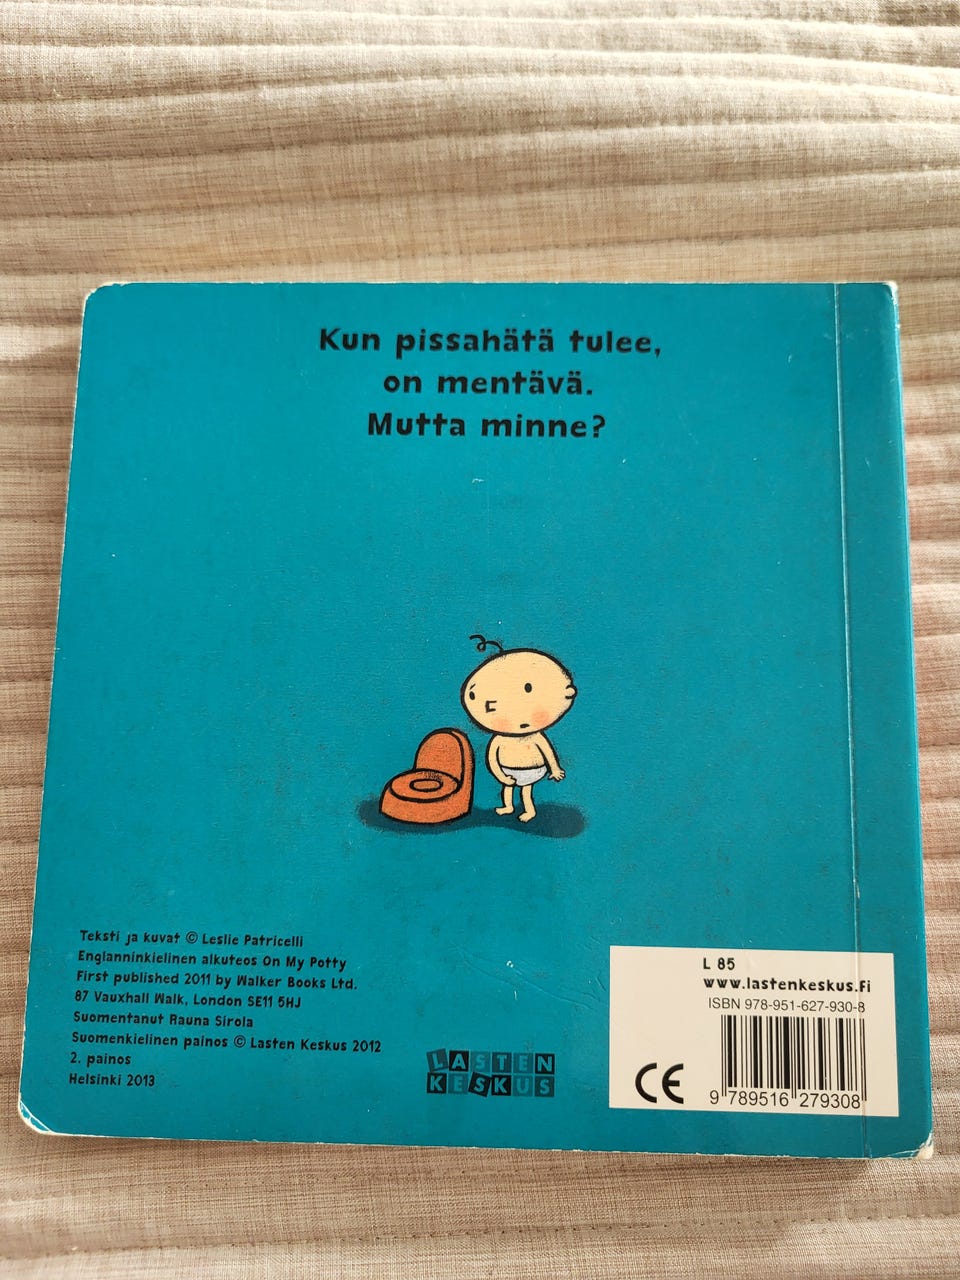 Kun pissahätä tulee,
on mentävä.
Mutta minne?
Teksti ja kuvat © Leslie Patricelli
Englanninkielinen alkuteos On My Potty
First published 2011 by Walker Books Ltd.
87 Vauxhall Walk, London SE11 5HJ
Suomentanut Rauna Sirola
Suomenkielinen painos © Lasten Keskus 2012
2. painos
Helsinki 2013
LASTEN
KESKUS
L 85
www.lastenkeskus.fi
ISBN 978-951-627-930-8
CE
9 789516 279308